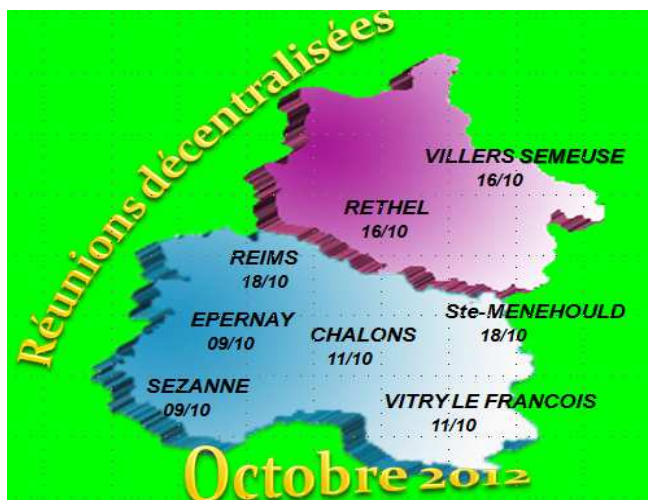 Réunions décentralisées
VILLERS SEMEUSE
16/10
RETHEL
16/10
REIMS
18/10
Ste-MENEHOULD
18/10
EPERNAY
09/10
CHALONS
11/10
SEZANNE
09/10
VITRY LE FRANCOIS
11/10
Octobre 2012